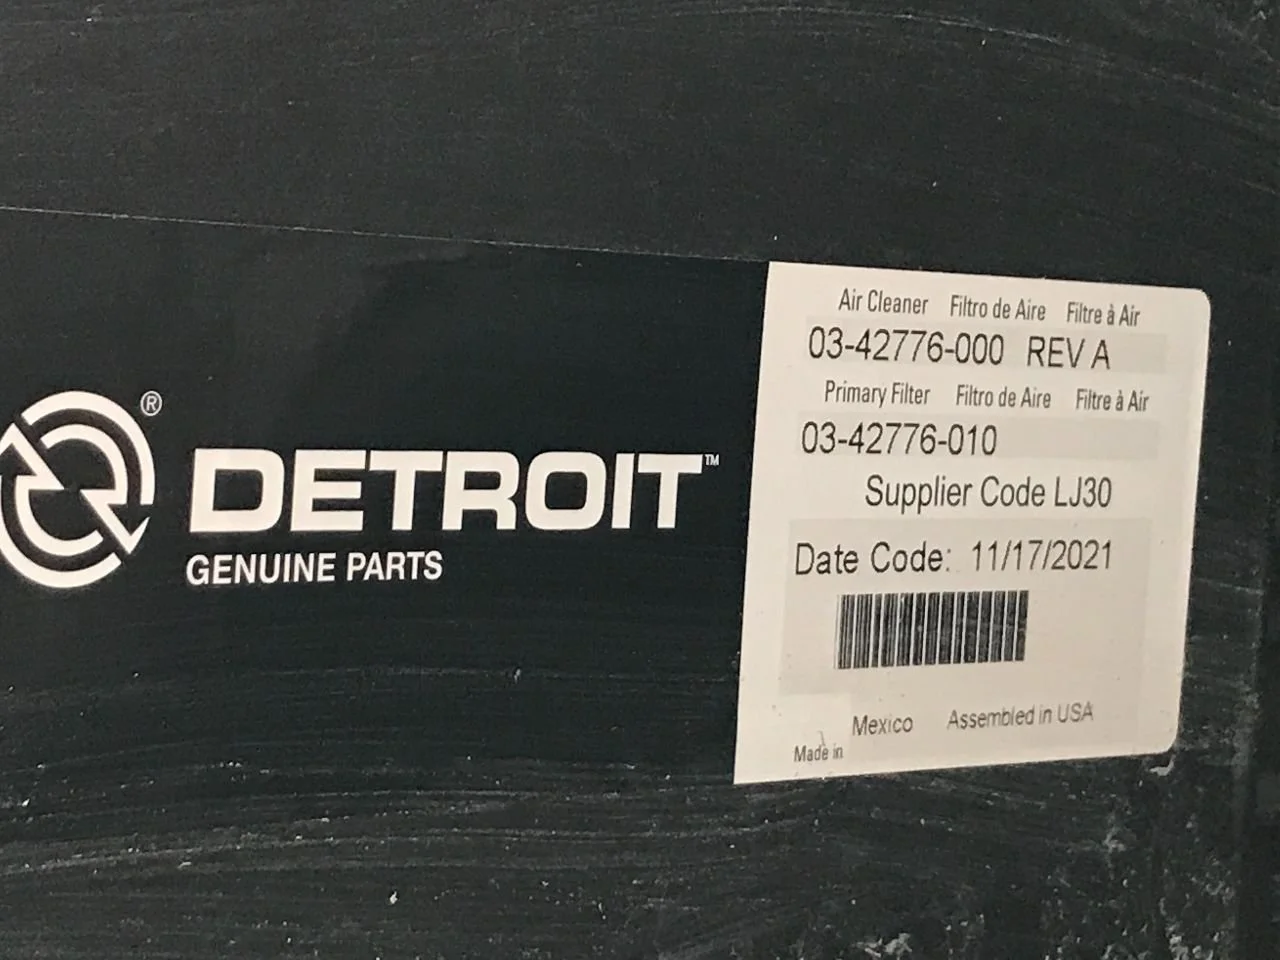 DETROIT™
GENUINE PARTS
®
Air Cleaner Filtro de Aire Filtre à Air
03-42776-000 REV A
Primary Filter Filtro de Aire Filtre à Air
03-42776-010
Supplier Code LJ30
Date Code: 11/17/2021
Mexico Assembled in USA
Made in